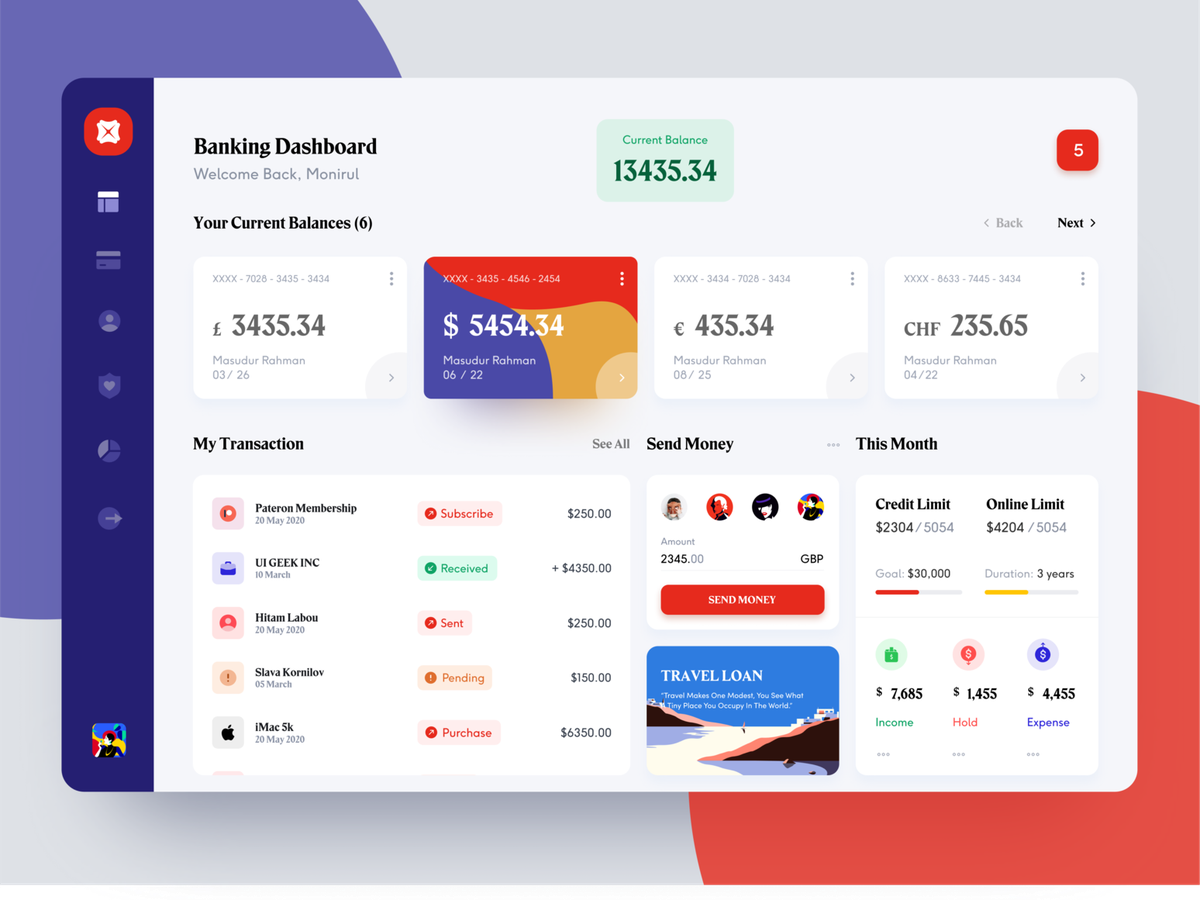 Banking Dashboard
Welcome Back, Monirul
Current Balance
13435.34
5
Your Current Balances (6)
Back
Next
XXXX - 7028 - 3435 - 3434
£ 3435.34
Masudur Rahman
03/ 26
XXXX - 3435 - 4546 - 2454
$ 5454.34
Masudur Rahman
06 / 22
XXXX - 3434 - 7028 - 3434
€ 435.34
Masudur Rahman
08/ 25
XXXX - 8633 - 7445 - 3434
CHF 235.65
Masudur Rahman
04/22
My Transaction
See All
Pateron Membership
20 May 2020
Subscribe
$250.00
UI GEEK INC
10 March
Received
+ $4350.00
Hitam Labou
20 May 2020
Sent
$250.00
Slava Kornilov
05 March
Pending
$150.00
iMac 5k
20 May 2020
Purchase
$6350.00
Send Money
Amount
2345.00
GBP
SEND MONEY
TRAVEL LOAN
"Travel Makes One Modest, You See What
Tiny Place You Occupy In The World."
This Month
Credit Limit
$2304 / 5054
Online Limit
$4204 / 5054
Goal: $30,000
Duration: 3 years
$ 7,685
Income
$ 1,455
Hold
$ 4,455
Expense